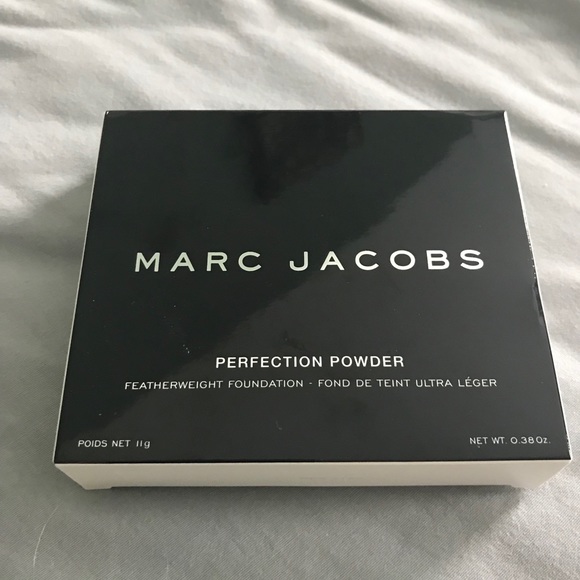 MARC JACOBS
PERFECTION POWDER
FEATHERWEIGHT FOUNDATION - FOND DE TEINT ULTRA LÉGER
POIDS NET 11g NET WT. 0.38 Oz.